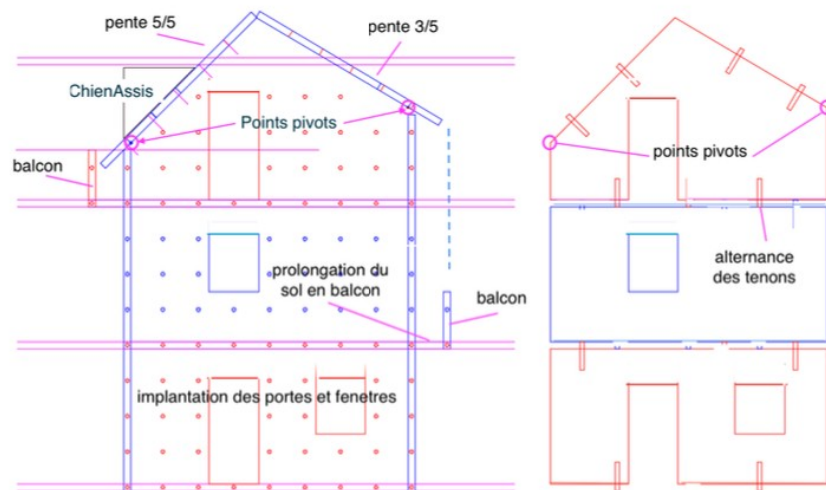 pente 5/5
pente 3/5
ChienAssis
Points pivots
balcon
prolongation du
sol en balcon
balcon
implantation des portes et fenetres
points pivots
alternance
des tenons